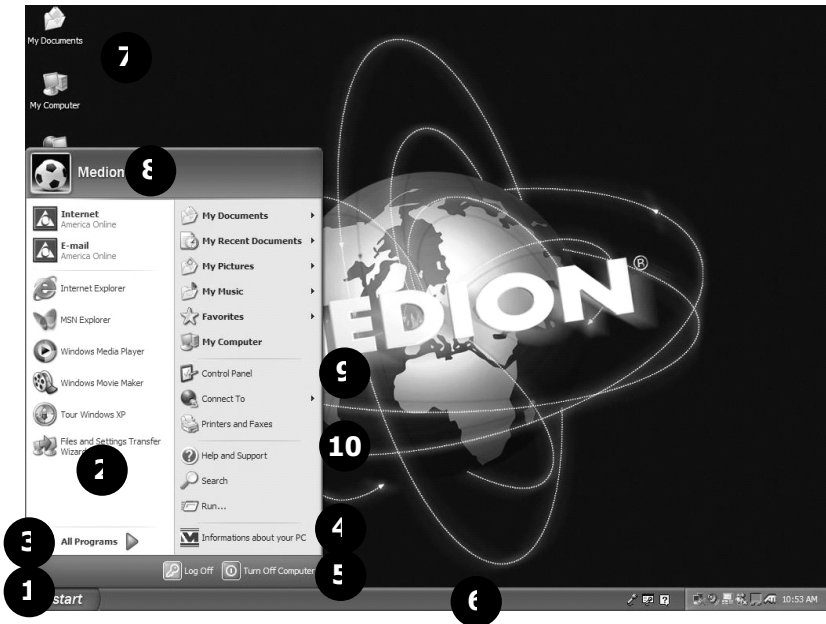 My Documents
7
My Computer
Medion
8
Internet
America Online
E-mail
America Online
Internet Explorer
MSN Explorer
Windows Media Player
Windows Movie Maker
Tour Windows XP
Files and Settings Transfer
Wizard
2
My Documents
My Recent Documents
My Pictures
My Music
Favorites
My Computer
Control Panel
9
Connect To
Printers and Faxes
10
Help and Support
Search
Run...
Informations about your PC
4
3
All Programs
Log Off
Turn Off Computer
5
1
start
6
ATI
10:53 AM
MEDION®